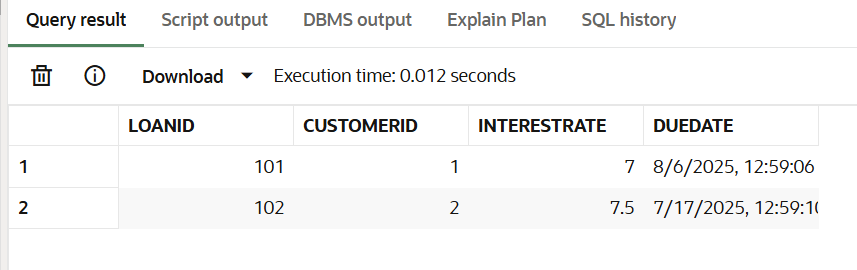 Query result Script output DBMS output Explain Plan SQL history
Download Execution time: 0.012 seconds
LOANID CUSTOMERID INTERESTRATE DUEDATE
1 101 1 7 8/6/2025, 12:59:06
2 102 2 7.5 7/17/2025, 12:59:10